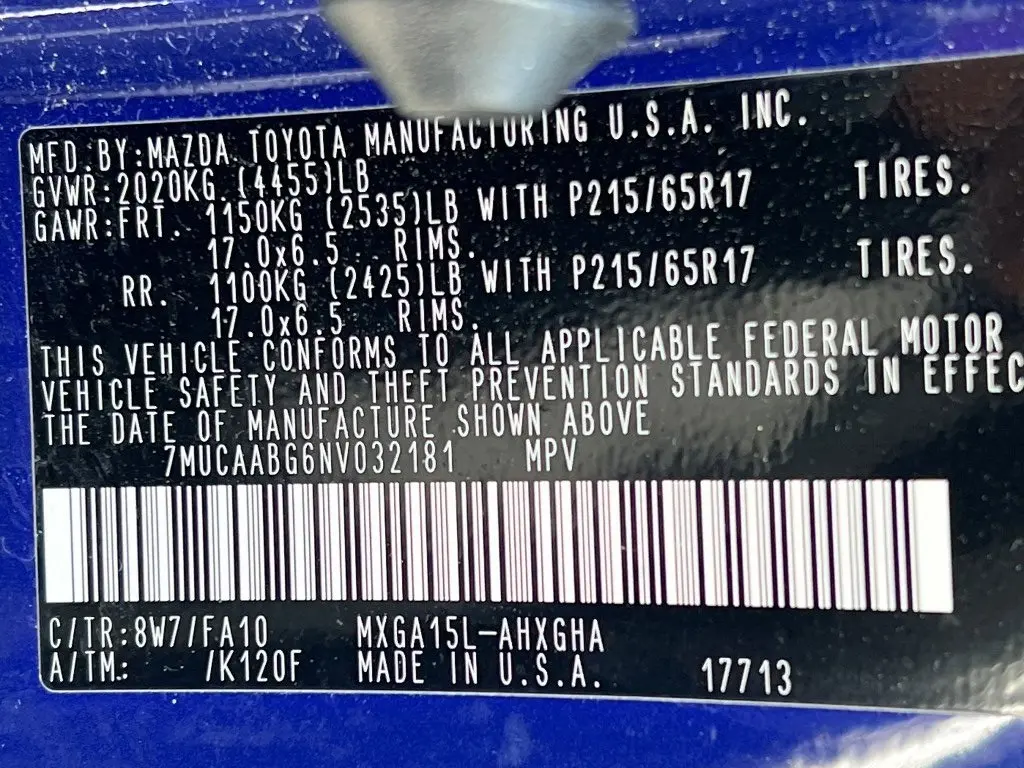 MFD.BY:MAZDA TOYOTA MANUFACTURING U.S.A. INC.
GVWR:2020KG (4455)LB
GAWR:FRT. 1150KG (2535)LB WITH P215/65R17 TIRES.
17.0x6.5 RIMS.
RR. 1100KG (2425)LB WITH P215/65R17 TIRES.
17.0x6.5 RIMS.
THIS VEHICLE CONFORMS TO ALL APPLICABLE FEDERAL MOTOR
VEHICLE SAFETY AND THEFT PREVENTION STANDARDS IN EFFEC
THE DATE OF MANUFACTURE SHOWN ABOVE
7MUCAABG6NV032181 MPV
C/TR:8W7/FA10 MXGA15L-AHXGHA
A/TM: /K120F MADE IN U.S.A. 17713